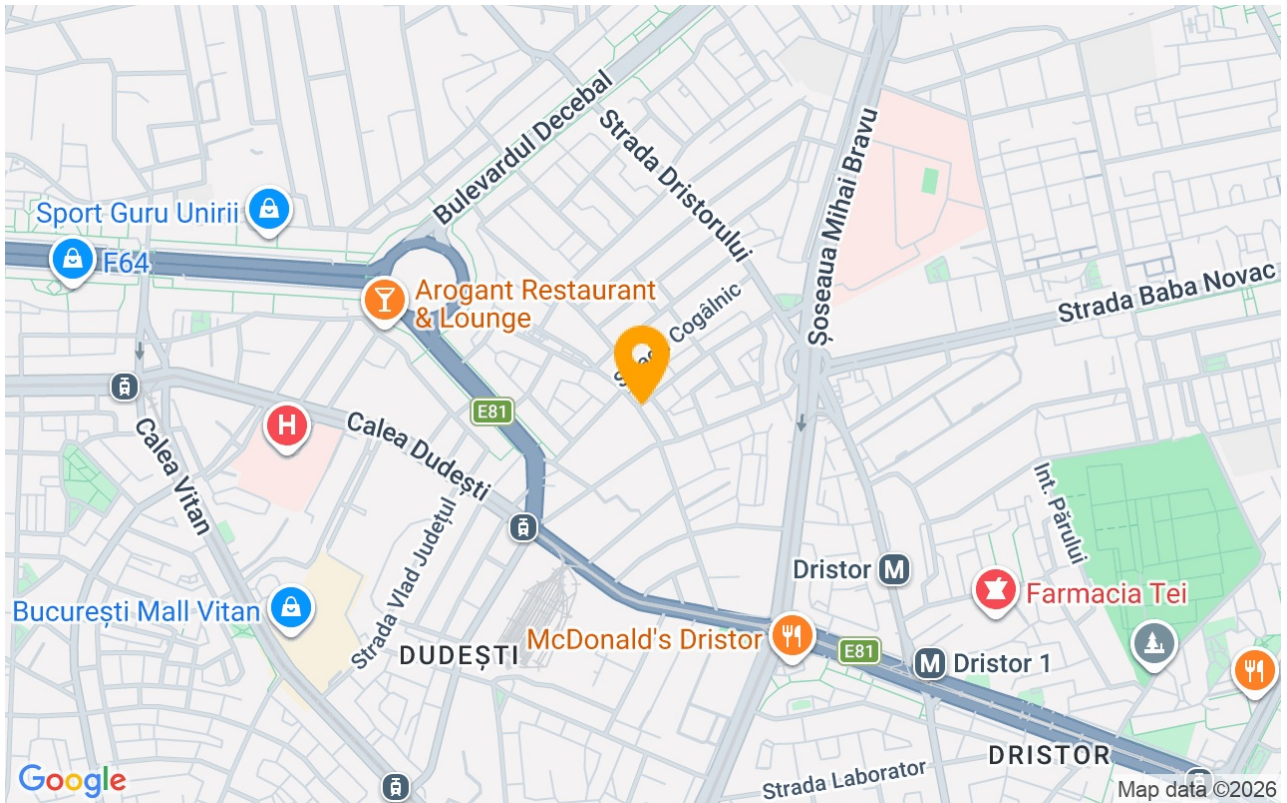 Bulevardul Decebal
Strada Dristorului
Șoseaua Mihai Bravu
Sport Guru Unirii
F64
Arogant Restaurant
& Lounge
Cogâlnic
Strada Baba Novac
E81
H
Calea Dudești
Calea Vitan
Int. Părului
Strada Vlad Județul
Dristor M
Farmacia Tei
București Mall Vitan
DUDEȘTI
McDonald's Dristor
E81
M Dristor 1
DRISTOR
Strada Laborator
Google
Map data ©2026